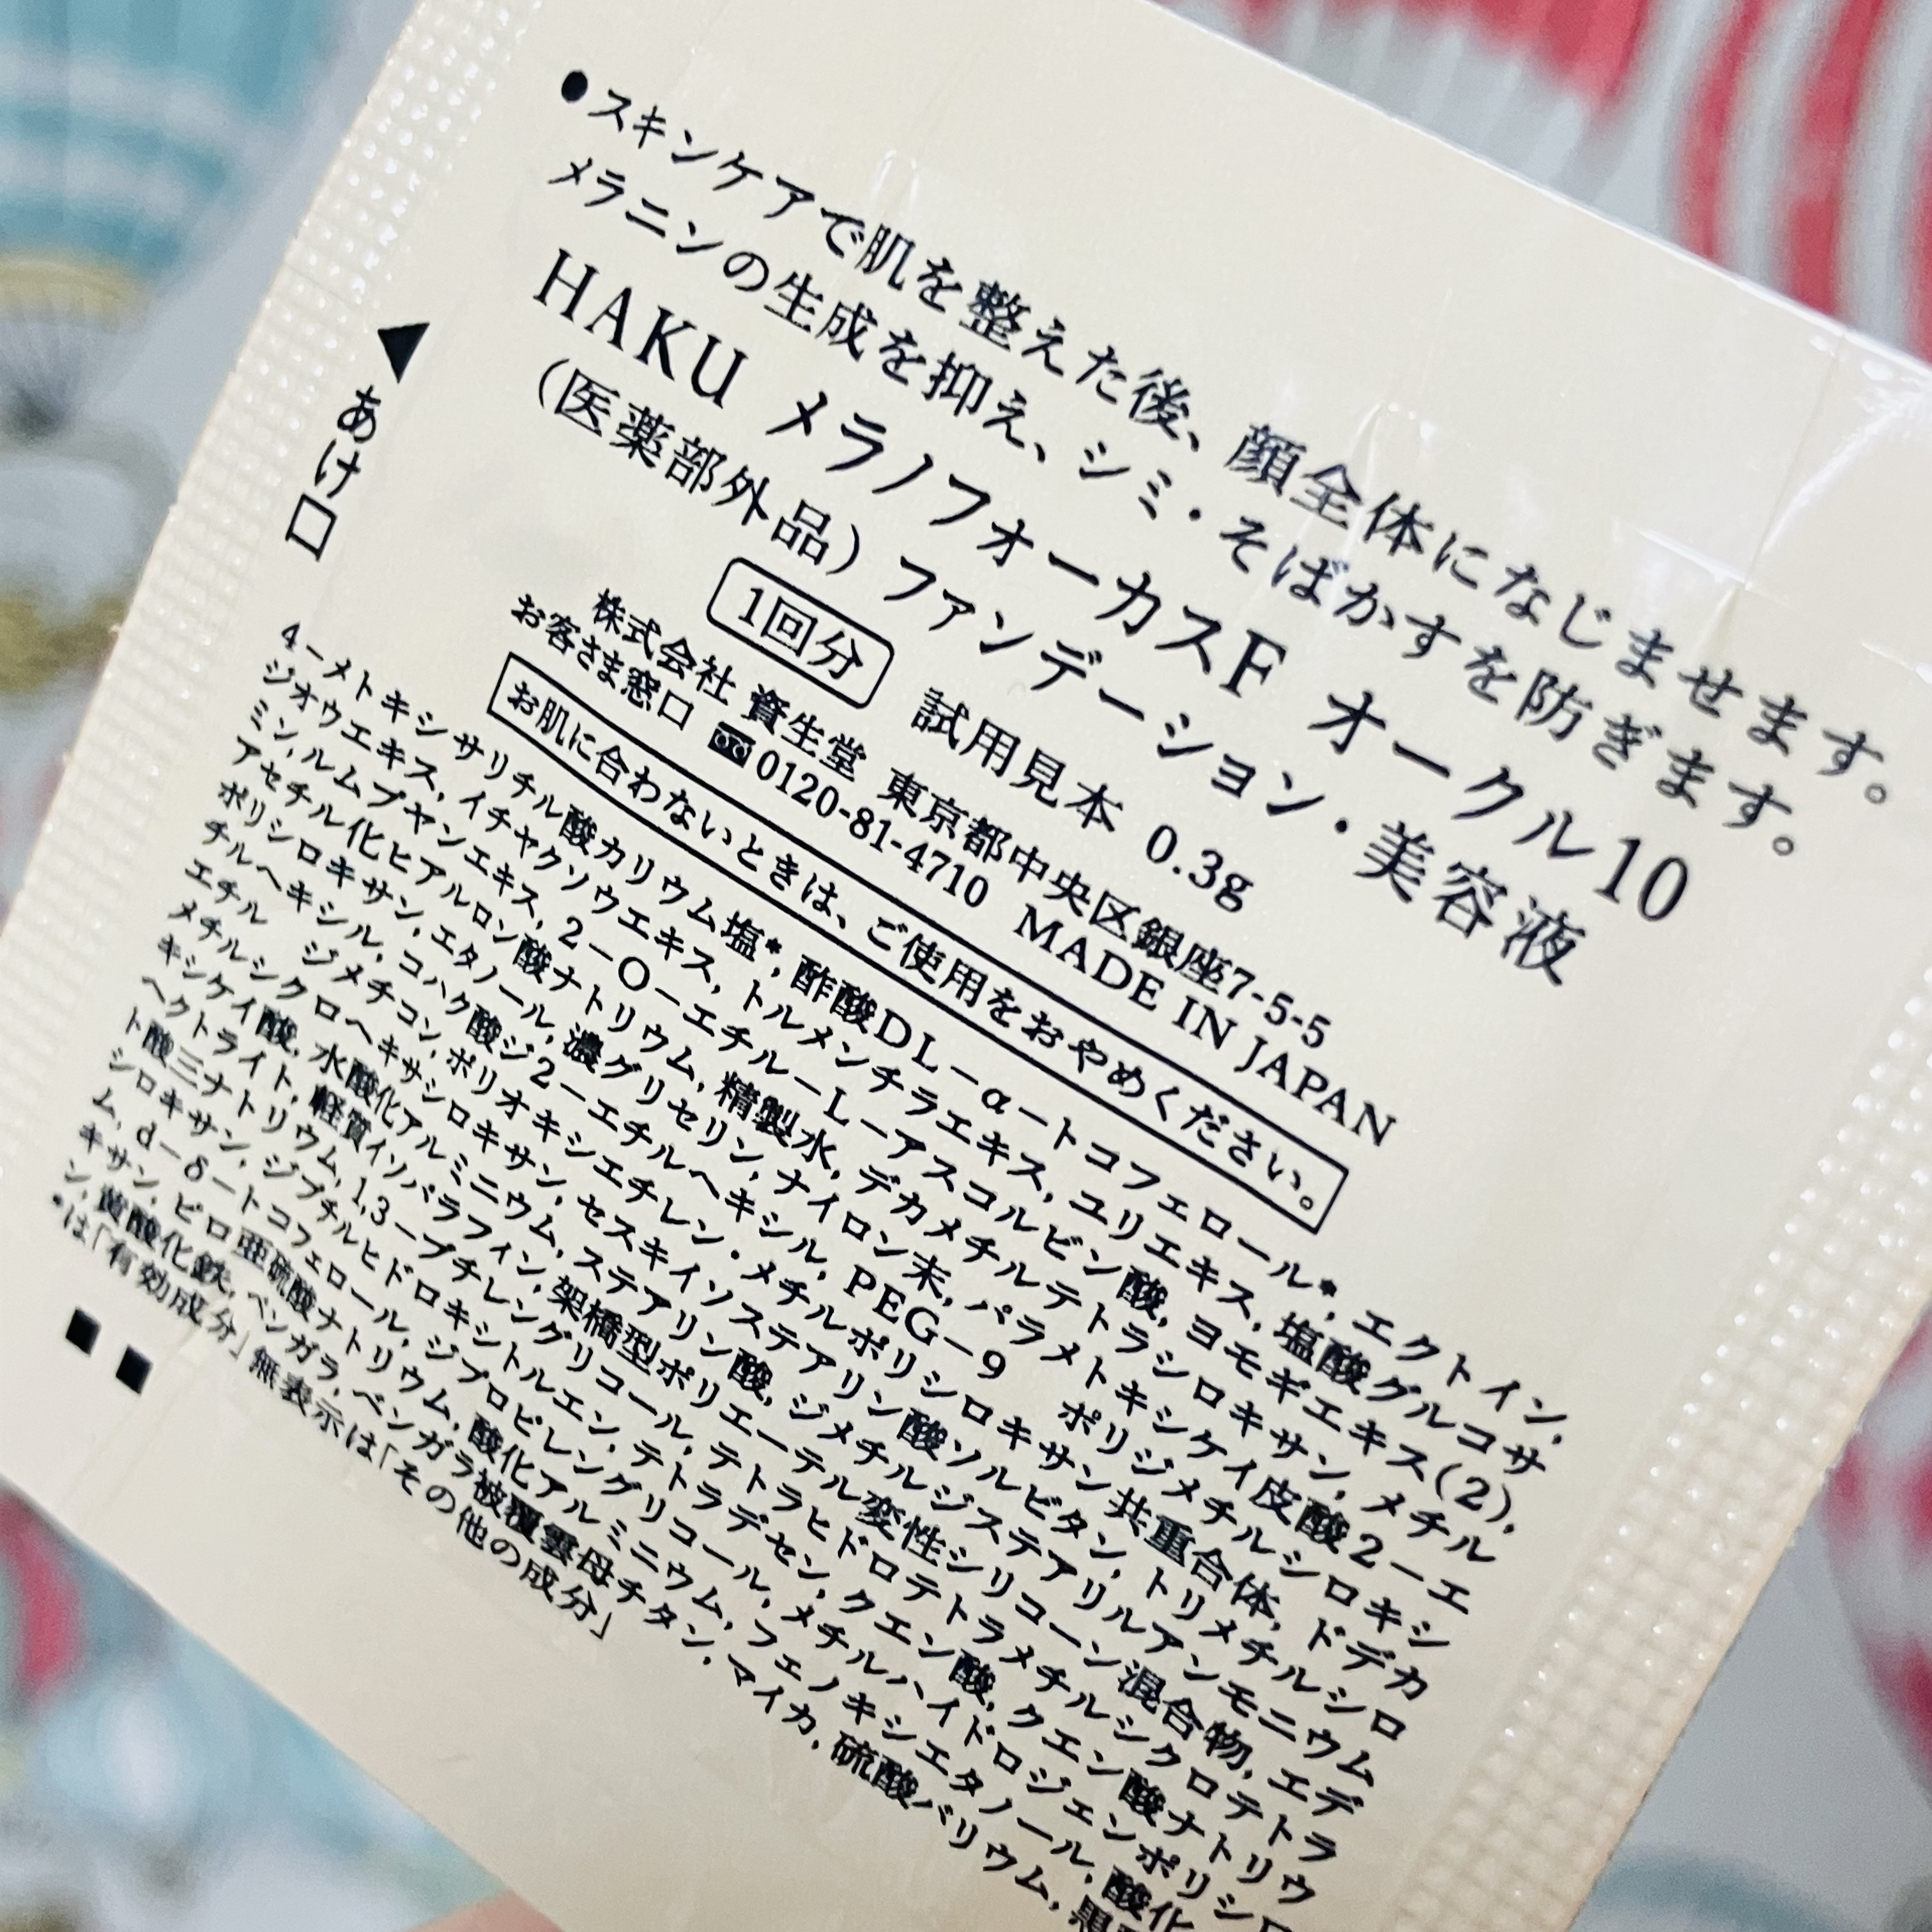 ●スキンケアで肌を整えた後、顔全体になじませます。
メラニンの生成を抑え、シミ・そばかすを防ぎます。
HAKU メラノフォーカスF オークル10
(医薬部外品) ファンデーション・美容液
1回分 試用見本 0.3g
株式会社 資生堂 東京都中央区銀座7-5-5
お客さま窓口 0120-81-4710 MADE IN JAPAN
お肌に合わないときは、ご使用をおやめください。
◀あけ口
4-メトキシサリチル酸カリウム塩*, 酢酸DL-α-トコフェロール*, エクトイン,
ジオウエキス, イチヤクソウエキス, トルメンチラエキス, ユリエキス, 塩酸グルコサ
ミン, ルムプヤンエキス, 2-O-エチル-L-アスコルビン酸, ヨモギエキス(2),
アセチル化ヒアルロン酸ナトリウム, 精製水, デカメチルテトラシロキサン, メチル
ポリシロキサン, エタノール, 濃グリセリン, ナイロン末, パラメトキシケイ皮酸2-エ
チルヘキシル, コハク酸ジ2-エチルヘキシル, PEG-9 ポリジメチルシロキシ
エチル ジメチコン, ポリオキシエチレン・メチルポリシロキサン共重合体, ドデカ
メチルシクロヘキサシロキサン, セスキイソステアリン酸ソルビタン, トリメチルシロ
キシケイ酸, 水酸化アルミニウム, ステアリン酸, ジメチルジステアリルアンモニウム
ヘクトライト, 軽質イソパラフィン, 架橋型ポリエーテル変性シリコーン混合物, エデ
ト酸三ナトリウム, 1,3-ブチレングリコール, テトラヒドロテトラメチルシクロテトラ
シロキサン, ジブチルヒドロキシトルエン, テトラデセン, クエン酸, クエン酸ナトリウ
ム, d-δ-トコフェロール, ジプロピレングリコール, メチルハイドロジェンポリシロ
キサン, ピロ亜硫酸ナトリウム, 酸化アルミニウム, フェノキシエタノール, 酸化
ン, 黄酸化鉄, ベンガラ, ベンガラ被覆雲母チタン, マイカ, 硫酸バリウム, 黒
*は「有効成分」無表示は「その他の成分」